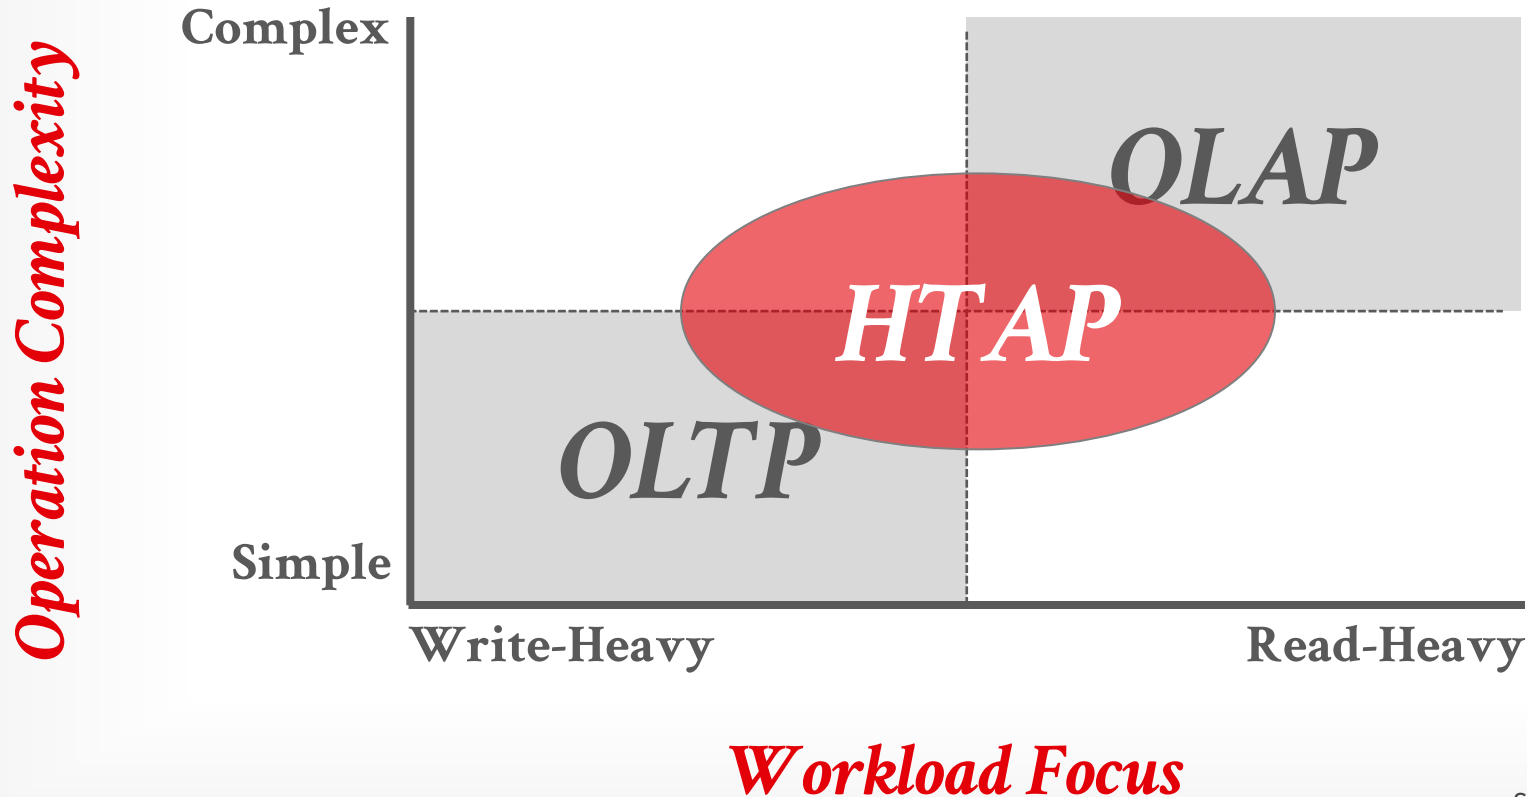 Complex
Operation Complexity
OLAP
HTAP
OLTP
Simple
Write-Heavy
Read-Heavy
Workload Focus